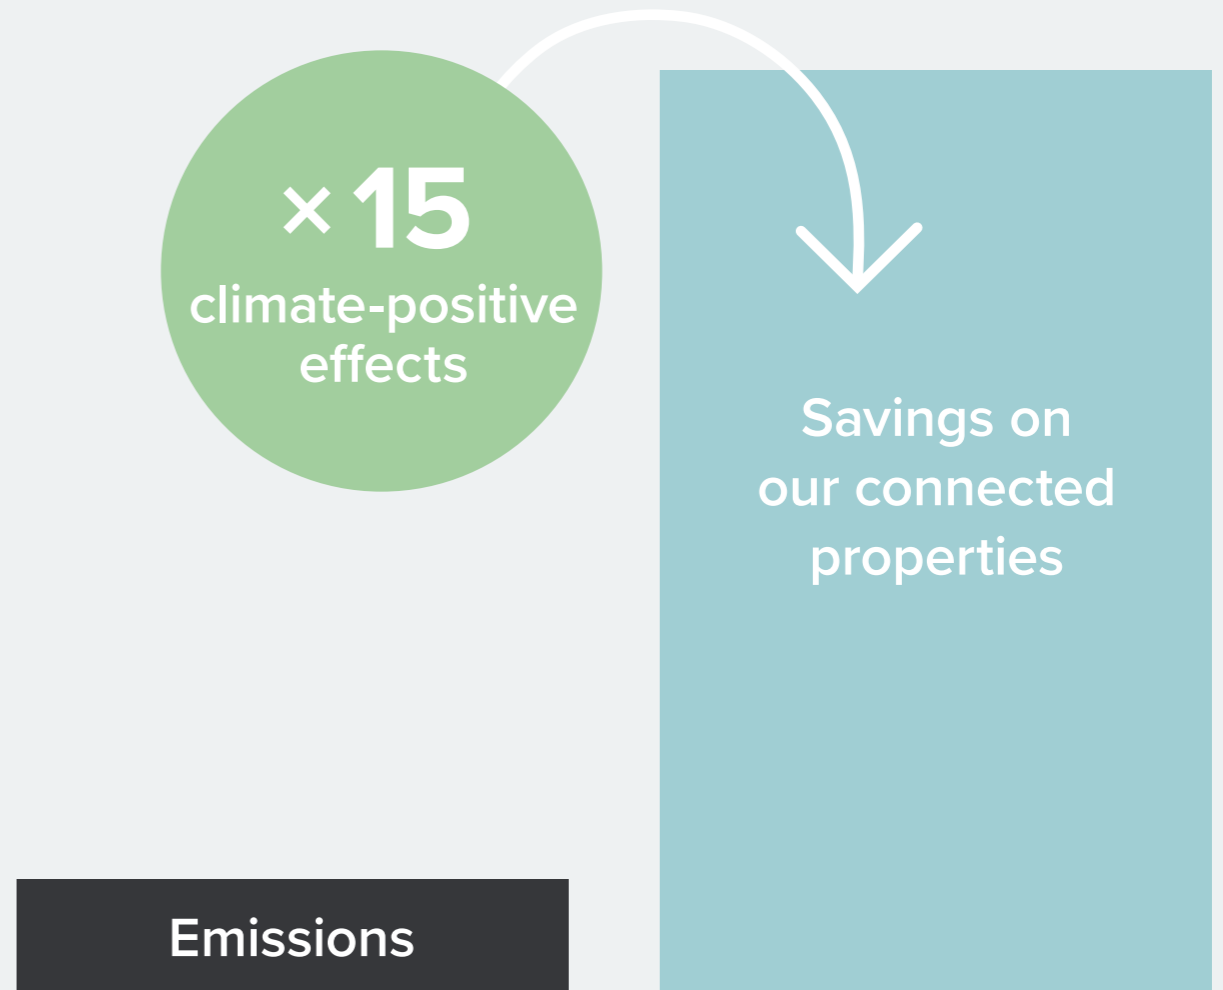 × 15
climate-positive
effects
Savings on
our connected
properties
Emissions